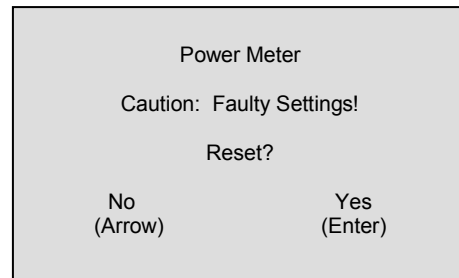 Power Meter
Caution: Faulty Settings!
Reset?
No Yes
(Arrow) (Enter)